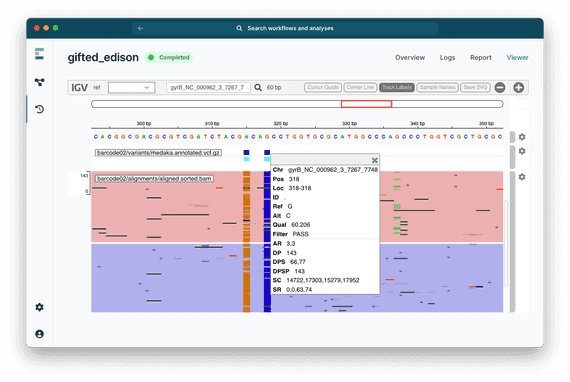 Search workflows and analyses
gifted_edison
Completed
Overview
Logs
Report
Viewer
IGV
ref
gyrB_NC_000962_3_7267_7
60 bp
Cursor Guide
Center Line
Track Labels
Sample Names
Save SVG
300 bp
310 bp
320 bp
330 bp
340 bp
350 bp
CACGGCGACGCGTCGATCTACGACAGCCTGGTGCGCATGGCCCAGCCGTGGTCGCTGCGC
barcode02/variants/medaka.annotated.vcf.gz
143
0
barcode02/alignments/aligned.sorted.bam
Chr gyrB_NC_000962_3_7267_7748
Pos 318
Loc 318-318
ID .
Ref G
Alt C
Qual 60.206
Filter PASS
AR 3,3
DP 143
DPS 66,77
DPSP 143
SC 14722,17303,15279,17952
SR 0,0,63,74